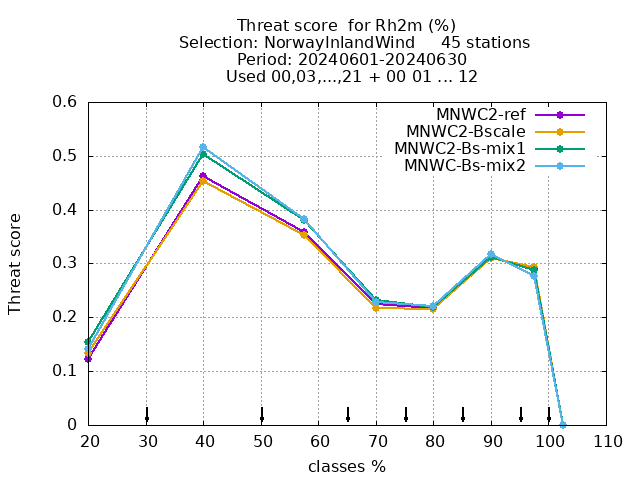 Threat score  for Rh2m (%)
Selection: NorwayInlandWind     45 stations
Period: 20240601-20240630
Used 00,03,...,21 + 00 01 ... 12
MNWC2-ref
MNWC2-Bscale
MNWC2-Bs-mix1
MNWC-Bs-mix2
Threat score
0.6
0.5
0.4
0.3
0.2
0.1
0
20 30 40 50 60 70 80 90 100 110
classes %